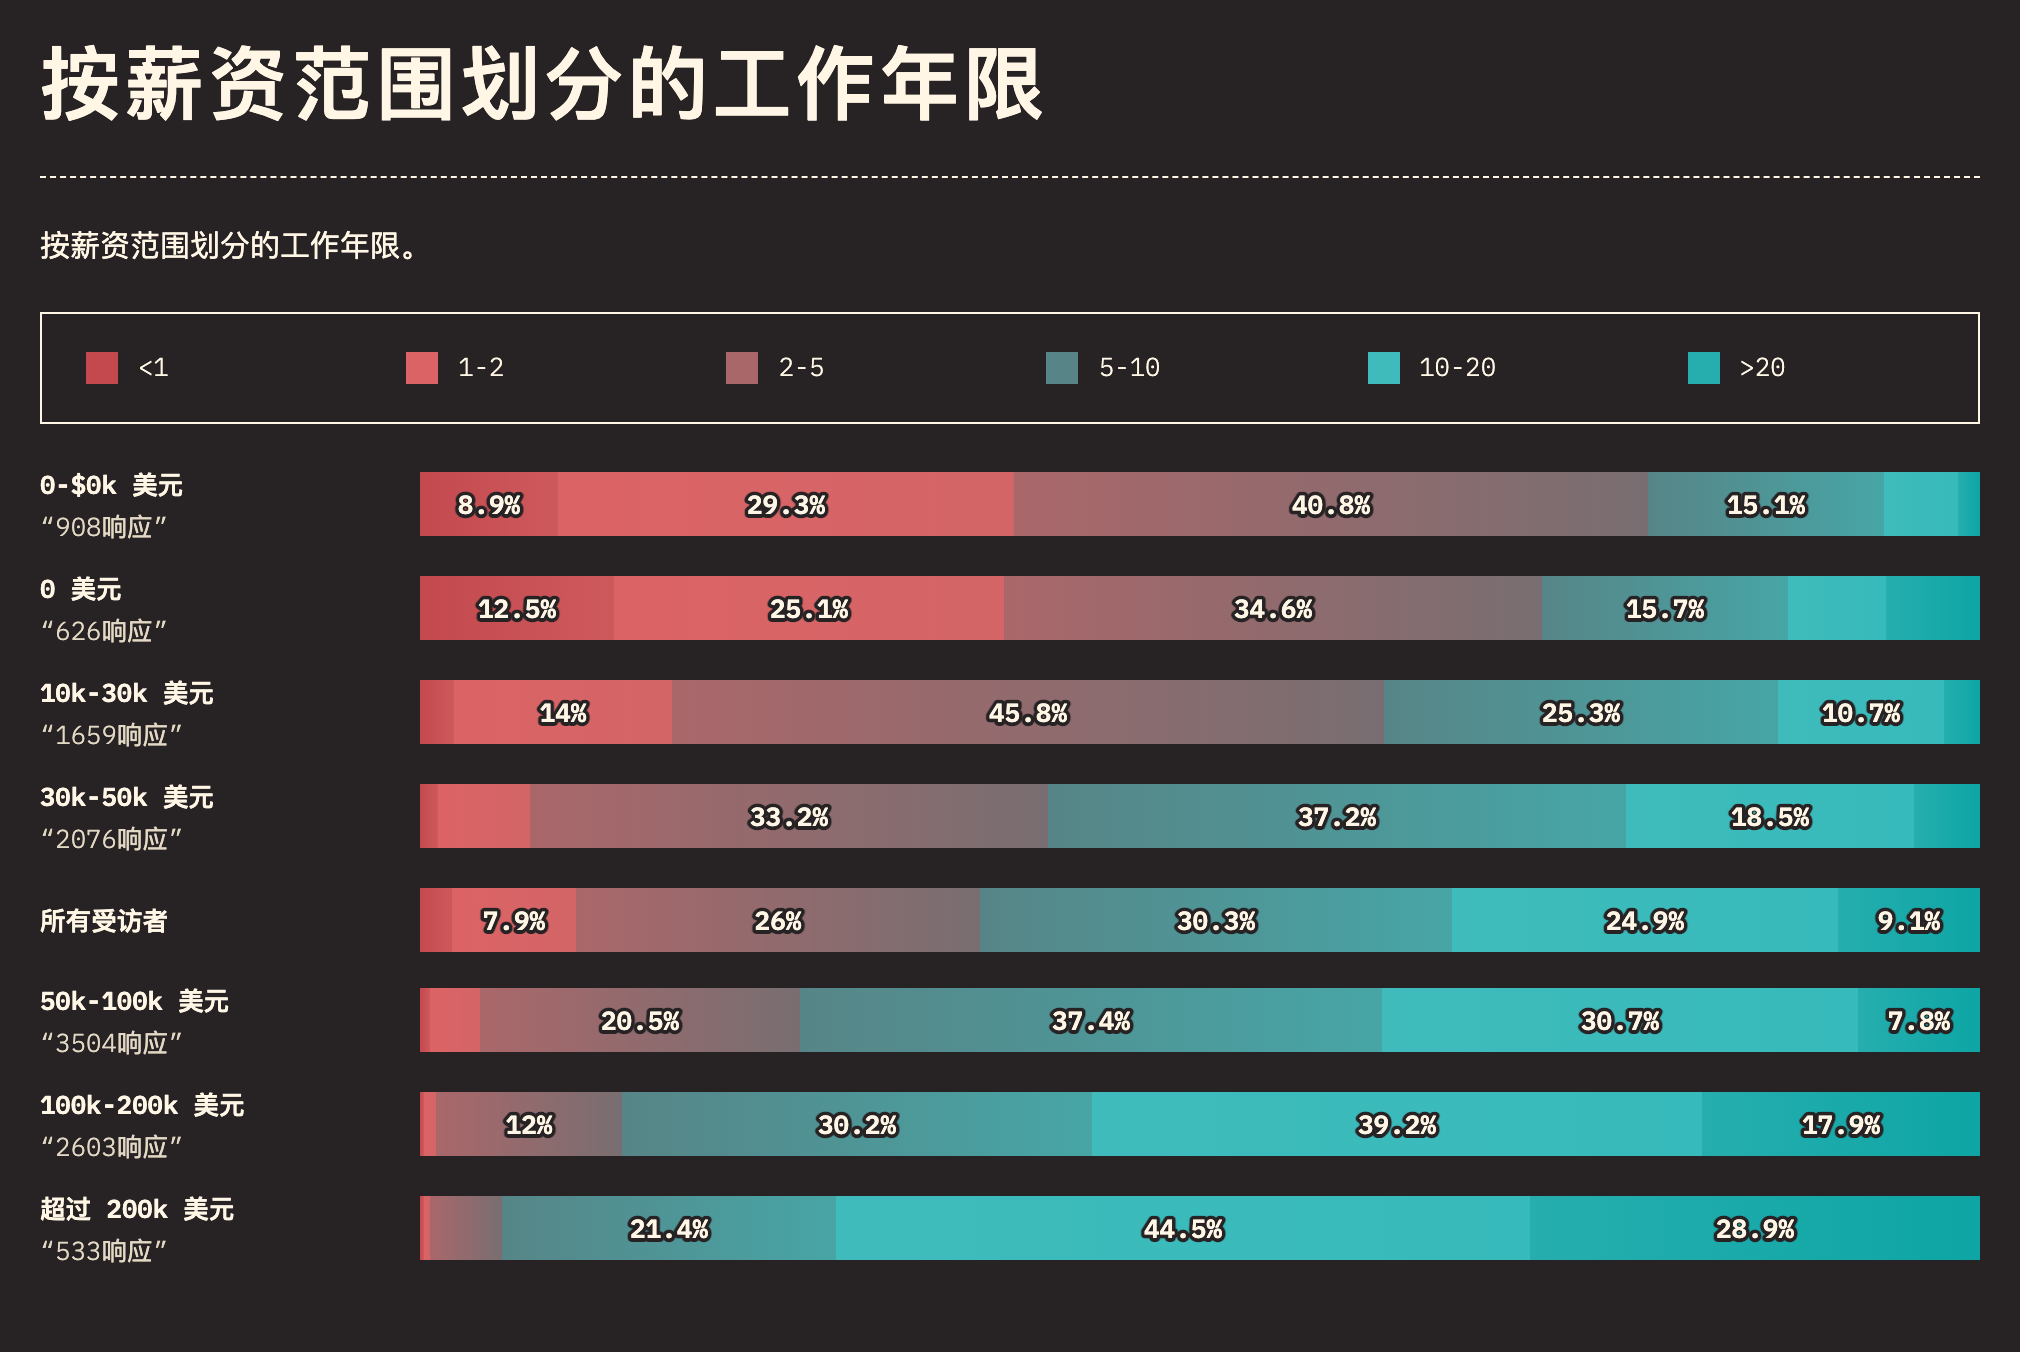 按薪资范围划分的工作年限
按薪资范围划分的工作年限。
<1 1-2 2-5 5-10 10-20 >20
0-$0k 美元
“908响应”
8.9% 29.3% 40.8% 15.1%
0 美元
“626响应”
12.5% 25.1% 34.6% 15.7%
10k-30k 美元
“1659响应”
14% 45.8% 25.3% 10.7%
30k-50k 美元
“2076响应”
33.2% 37.2% 18.5%
所有受访者
7.9% 26% 30.3% 24.9% 9.1%
50k-100k 美元
“3504响应”
20.5% 37.4% 30.7% 7.8%
100k-200k 美元
“2603响应”
12% 30.2% 39.2% 17.9%
超过 200k 美元
“533响应”
21.4% 44.5% 28.9%